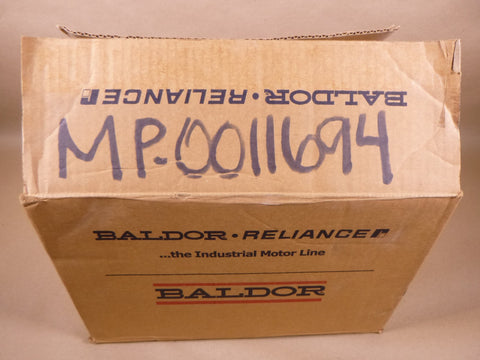 BALDOR • RELIANCE
MP.0011694
BALDOR • RELIANCE
...the Industrial Motor Line
BALDOR